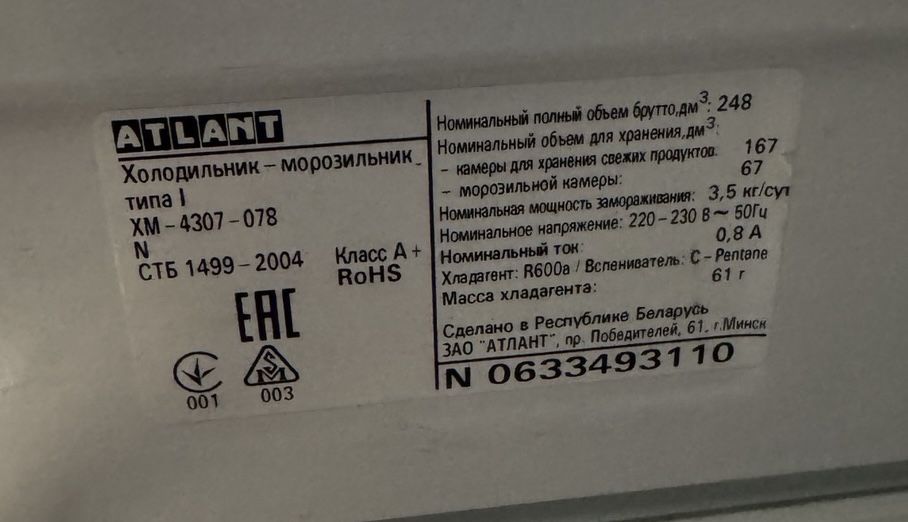 ATLANT
Холодильник – морозильник
типа I
ХМ – 4307 – 078
N
СТБ 1499 – 2004
Класс А +
RoHS
ЕАС
001
003
Номинальный полный объем брутто,дм³: 248
Номинальный объем для хранения,дм³:
- камеры для хранения свежих продуктов: 167
- морозильной камеры: 67
Номинальная мощность замораживания: 3,5 кг/сут
Номинальное напряжение: 220 – 230 В ~ 50Гц
Номинальный ток: 0,8 А
Хладагент: R600a / Вспениватель: C – Pentane
Масса хладагента: 61 г
Сделано в Республике Беларусь
ЗАО "АТЛАНТ", пр. Победителей, 61, г.Минск
N 0633493110